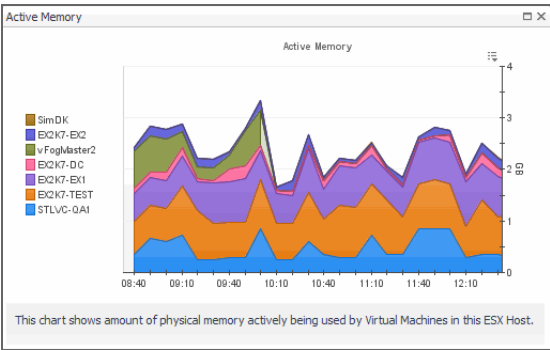 Active Memory
Active Memory
SimDK
EX2K7-EX2
vFogMaster2
EX2K7-DC
EX2K7-EX1
EX2K7-TEST
STLVC-QA1
4
3
2
1
0
GB
08:40 09:10 09:40 10:10 10:40 11:10 11:40 12:10
This chart shows amount of physical memory actively being used by Virtual Machines in this ESX Host.